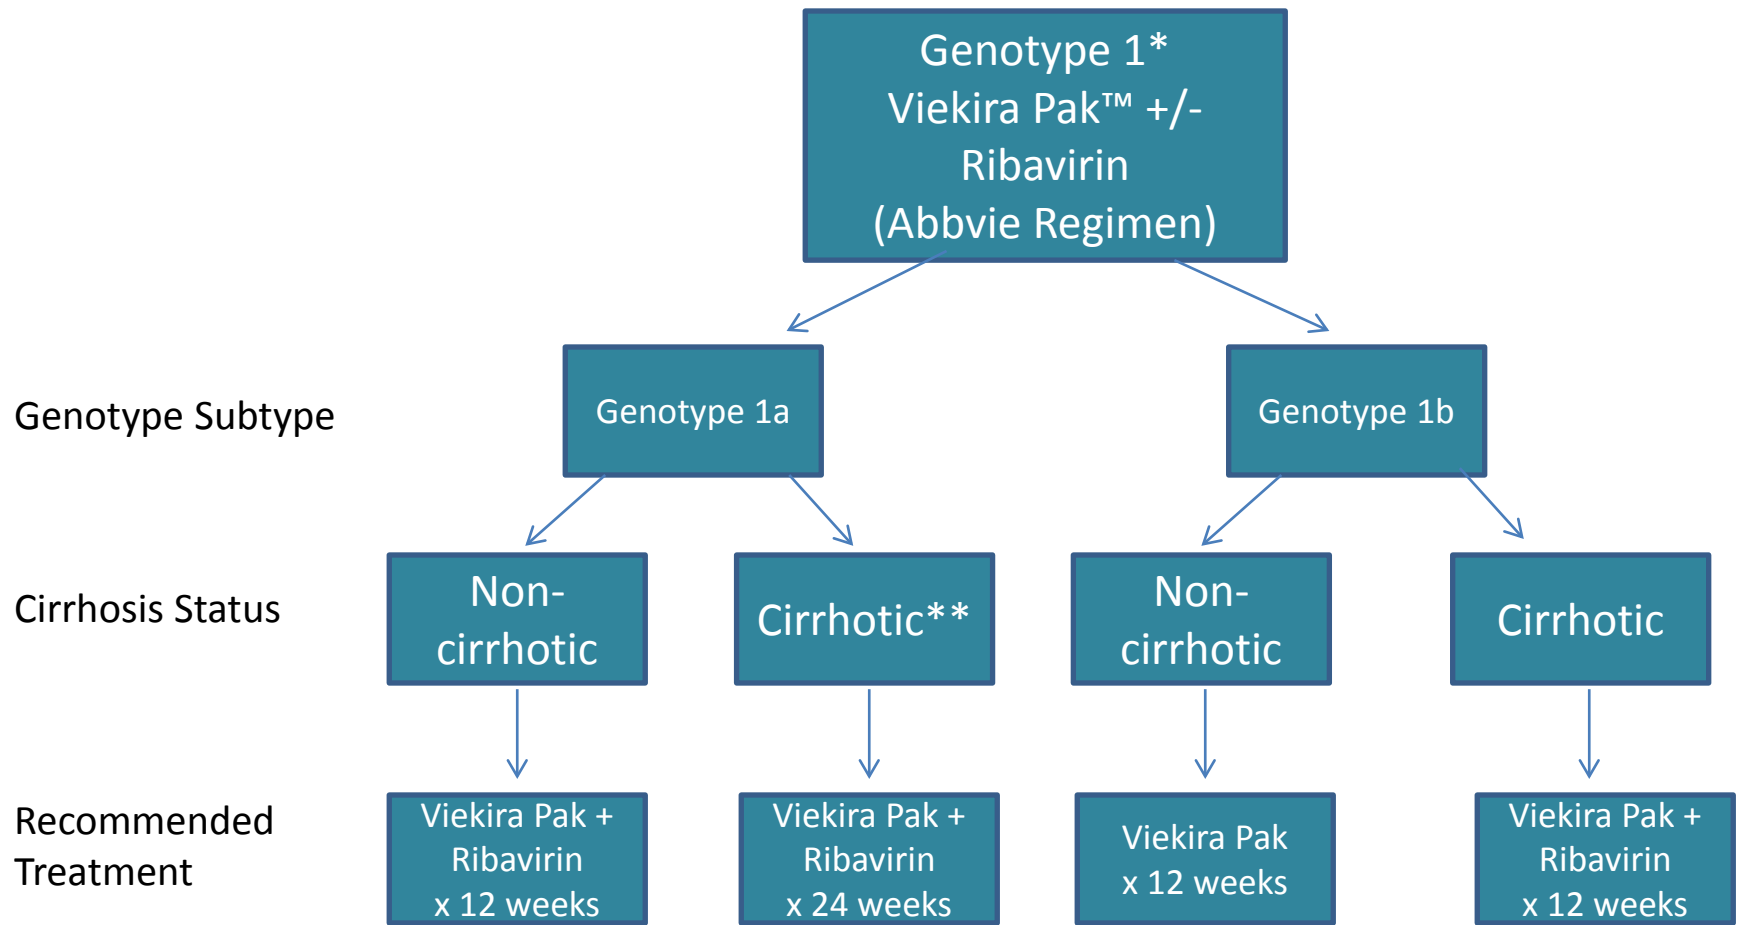 Genotype 1*
Viekira Pak™ +/-
Ribavirin
(Abbvie Regimen)
Genotype Subtype
Genotype 1a
Genotype 1b
Cirrhosis Status
Non-
cirrhotic
Cirrhotic**
Non-
cirrhotic
Cirrhotic
Recommended
Treatment
Viekira Pak +
Ribavirin
x 12 weeks
Viekira Pak +
Ribavirin
x 24 weeks
Viekira Pak
x 12 weeks
Viekira Pak +
Ribavirin
x 12 weeks